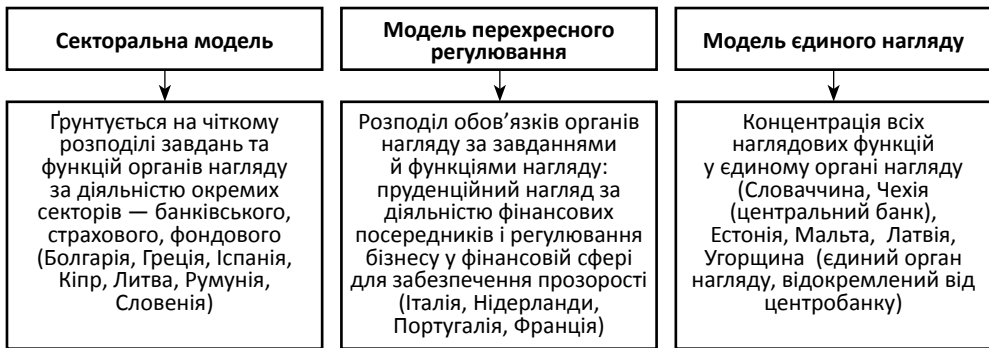 Секторальна модель
Ґрунтується на чіткому
розподілі завдань та
функцій органів нагляду
за діяльністю окремих
секторів — банківського,
страхового, фондового
(Болгарія, Греція, Іспанія,
Кіпр, Литва, Румунія,
Словенія)
Модель перехресного
регулювання
Розподіл обов’язків органів
нагляду за завданнями
й функціями нагляду:
пруденційний нагляд за
діяльністю фінансових
посередників і регулювання
бізнесу у фінансовій сфері
для забезпечення прозорості
(Італія, Нідерланди,
Португалія, Франція)
Модель єдиного нагляду
Концентрація всіх
наглядових функцій
у єдиному органі нагляду
(Словаччина, Чехія
(центральний банк),
Естонія, Мальта, Латвія,
Угорщина (єдиний орган
нагляду, відокремлений від
центробанку)